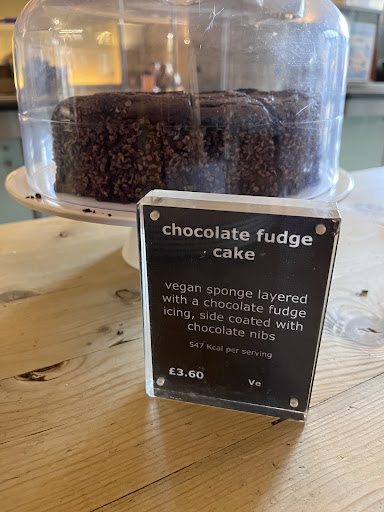 chocolate fudge
cake
vegan sponge layered
with a chocolate fudge
icing, side coated with
chocolate nibs
547 Kcal per serving
£3.60
Ve